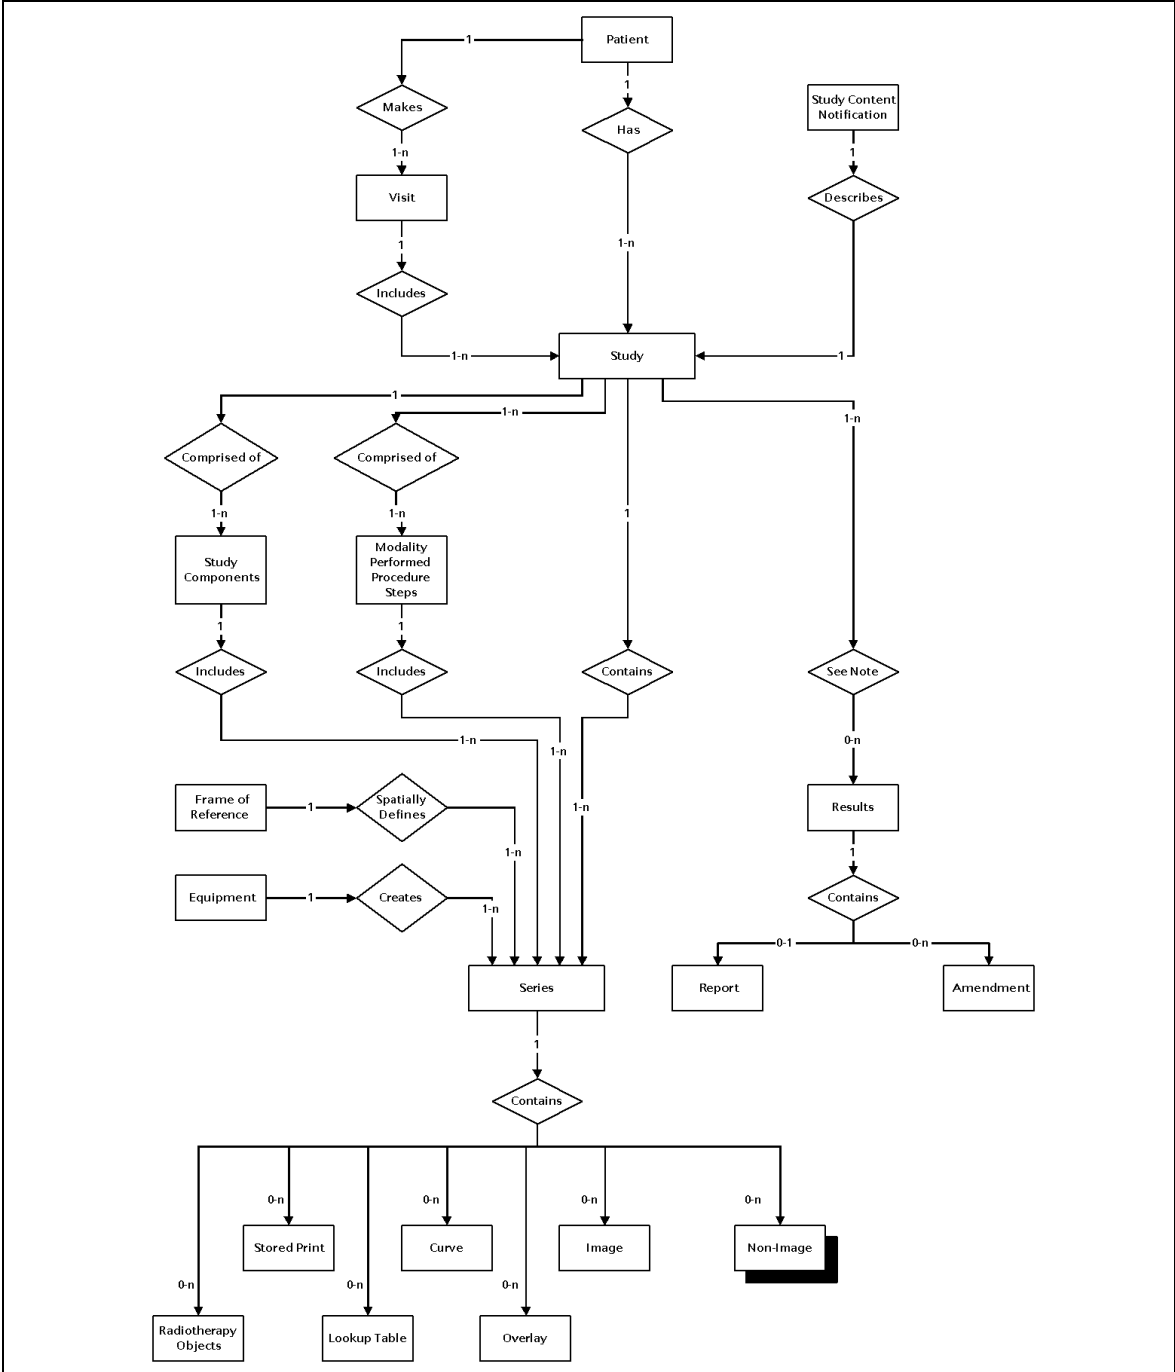 Patient
1
1
Makes
Has
Study Content
Notification
1-n
1
Visit
Describes
1
1-n
Includes
1-n
Study
1
1
1-n
1-n
Comprised of
Comprised of
1-n
1-n
1
Study
Components
Modality
Performed
Procedure
Steps
1
1
Includes
Includes
Contains
See Note
1-n
1-n
0-n
Frame of
Reference
1
Spatially
Defines
1-n
Results
1-n
1
Equipment
1
Creates
1-n
Contains
0-1
0-n
Series
Report
Amendment
1
Contains
0-n
0-n
0-n
0-n
Stored Print
Curve
Image
Non-Image
0-n
0-n
0-n
Radiotherapy
Objects
Lookup Table
Overlay